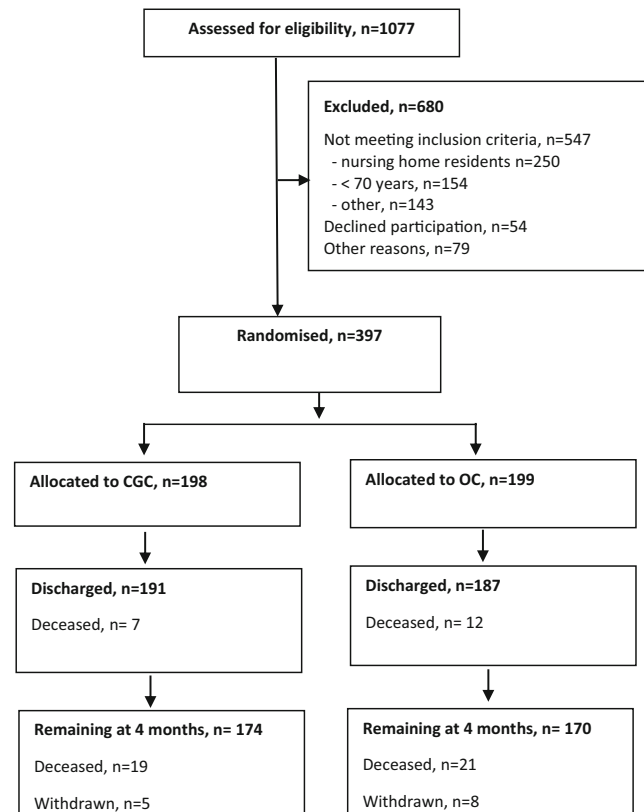 Assessed for eligibility, n=1077
Excluded, n=680
Not meeting inclusion criteria, n=547
- nursing home residents n=250
- < 70 years, n=154
- other, n=143
Declined participation, n=54
Other reasons, n=79
Randomised, n=397
Allocated to CGC, n=198
Allocated to OC, n=199
Discharged, n=191
Deceased, n= 7
Discharged, n=187
Deceased, n= 12
Remaining at 4 months, n= 174
Deceased, n=19
Withdrawn, n=5
Remaining at 4 months, n= 170
Deceased, n=21
Withdrawn, n=8